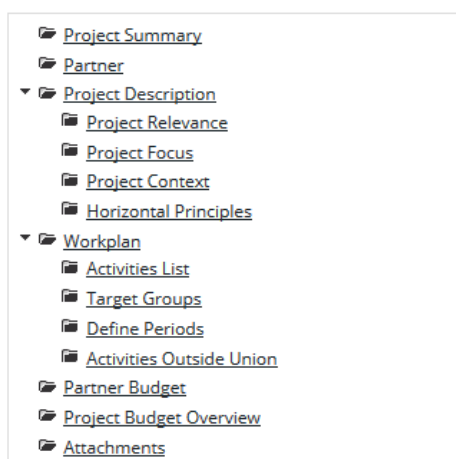 Project Summary
Partner
Project Description
Project Relevance
Project Focus
Project Context
Horizontal Principles
Workplan
Activities List
Target Groups
Define Periods
Activities Outside Union
Partner Budget
Project Budget Overview
Attachments